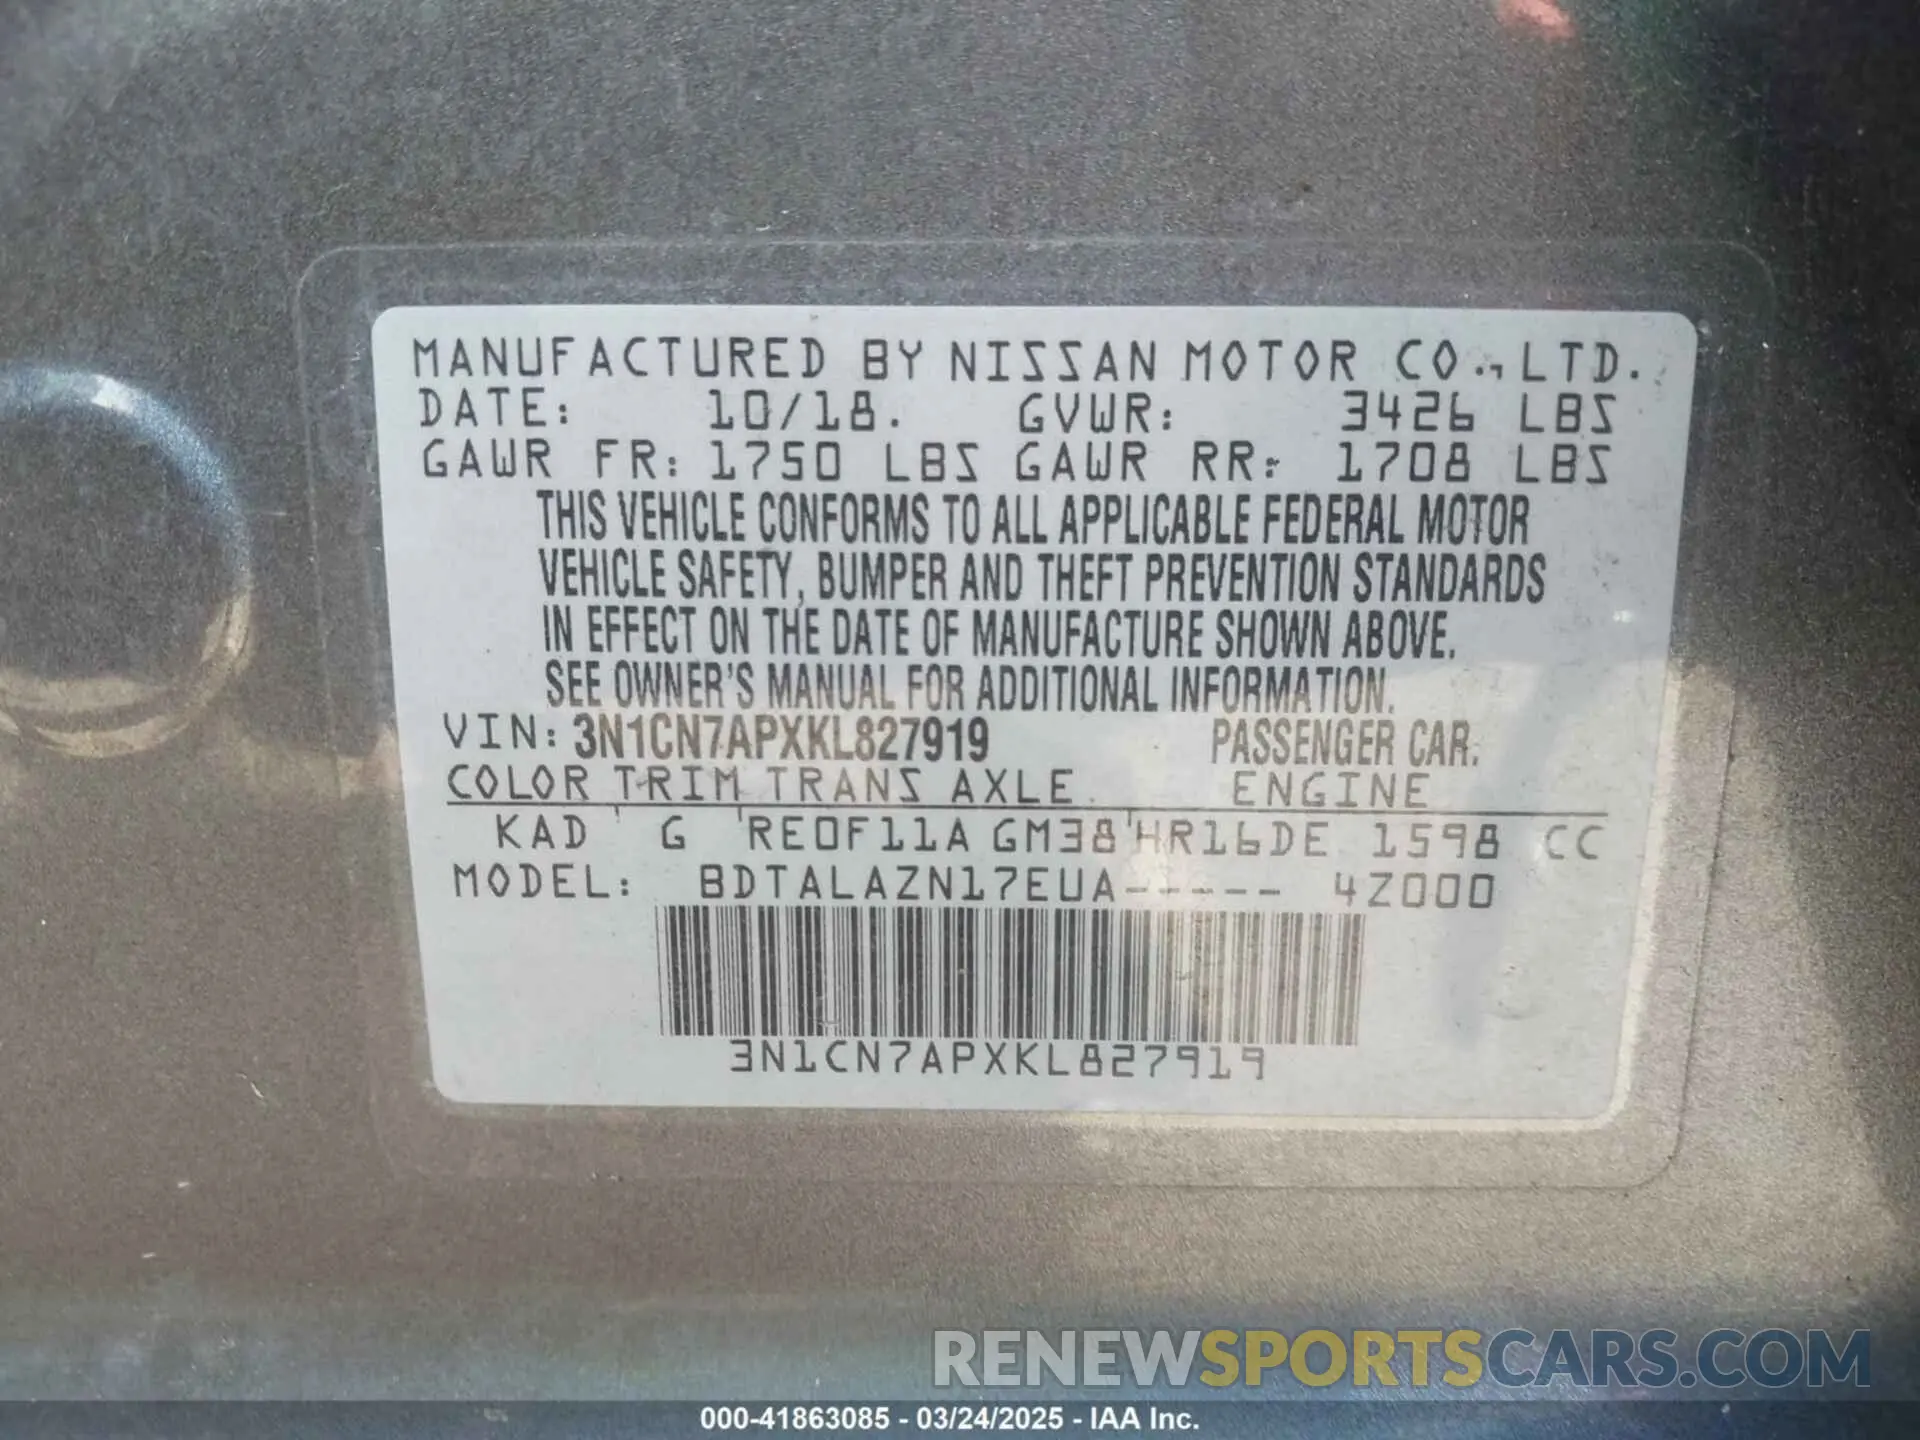 MANUFACTURED BY NISSAN MOTOR CO., LTD.
DATE: 10/18. GVWR: 3426 LBS
GAWR FR: 1750 LBS GAWR RR: 1708 LBS
THIS VEHICLE CONFORMS TO ALL APPLICABLE FEDERAL MOTOR
VEHICLE SAFETY, BUMPER AND THEFT PREVENTION STANDARDS
IN EFFECT ON THE DATE OF MANUFACTURE SHOWN ABOVE.
SEE OWNER'S MANUAL FOR ADDITIONAL INFORMATION.
VIN: 3N1CN7APXKL827919 PASSENGER CAR.
COLOR TRIM TRANS AXLE ENGINE
KAD G RE0F11A GM38 HR16DE 1598 CC
MODEL: BDTALAZN17EUA----- 4Z000
3N1CN7APXKL827919
RENEWSPORTSCARS.COM
000-41863085 - 03/24/2025 - IAA Inc.